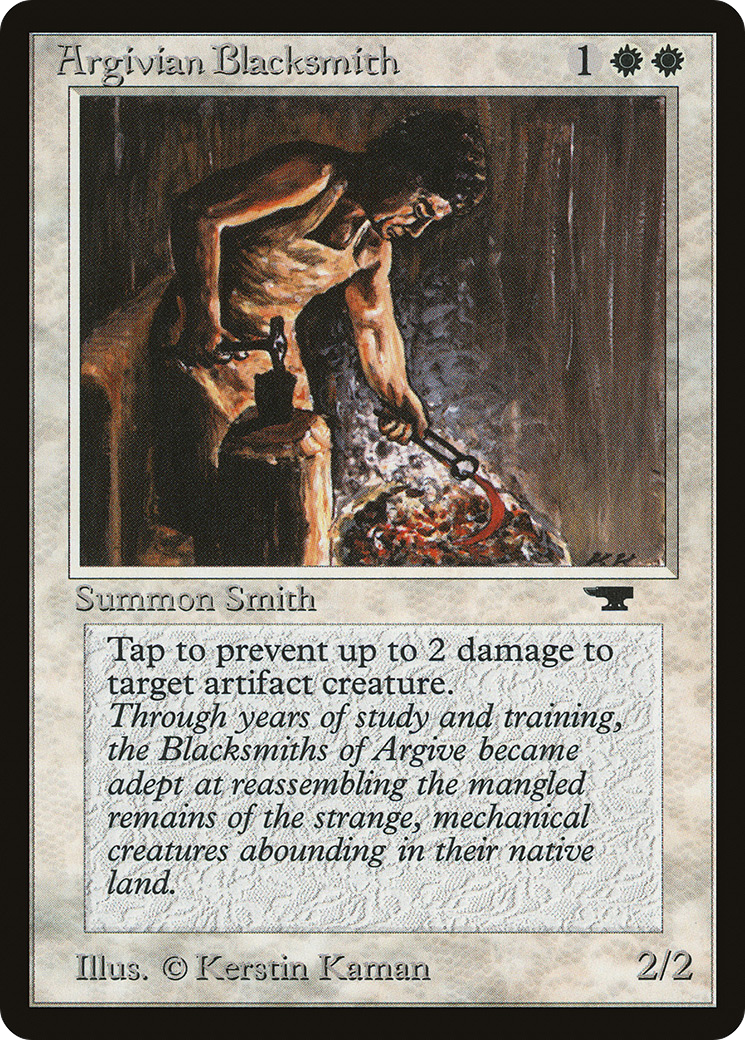 Argivian Blacksmith 1
Summon Smith
Tap to prevent up to 2 damage to
target artifact creature.
Through years of study and training,
the Blacksmiths of Argive became
adept at reassembling the mangled
remains of the strange, mechanical
creatures abounding in their native
land.
Illus. © Kerstin Kaman 2/2